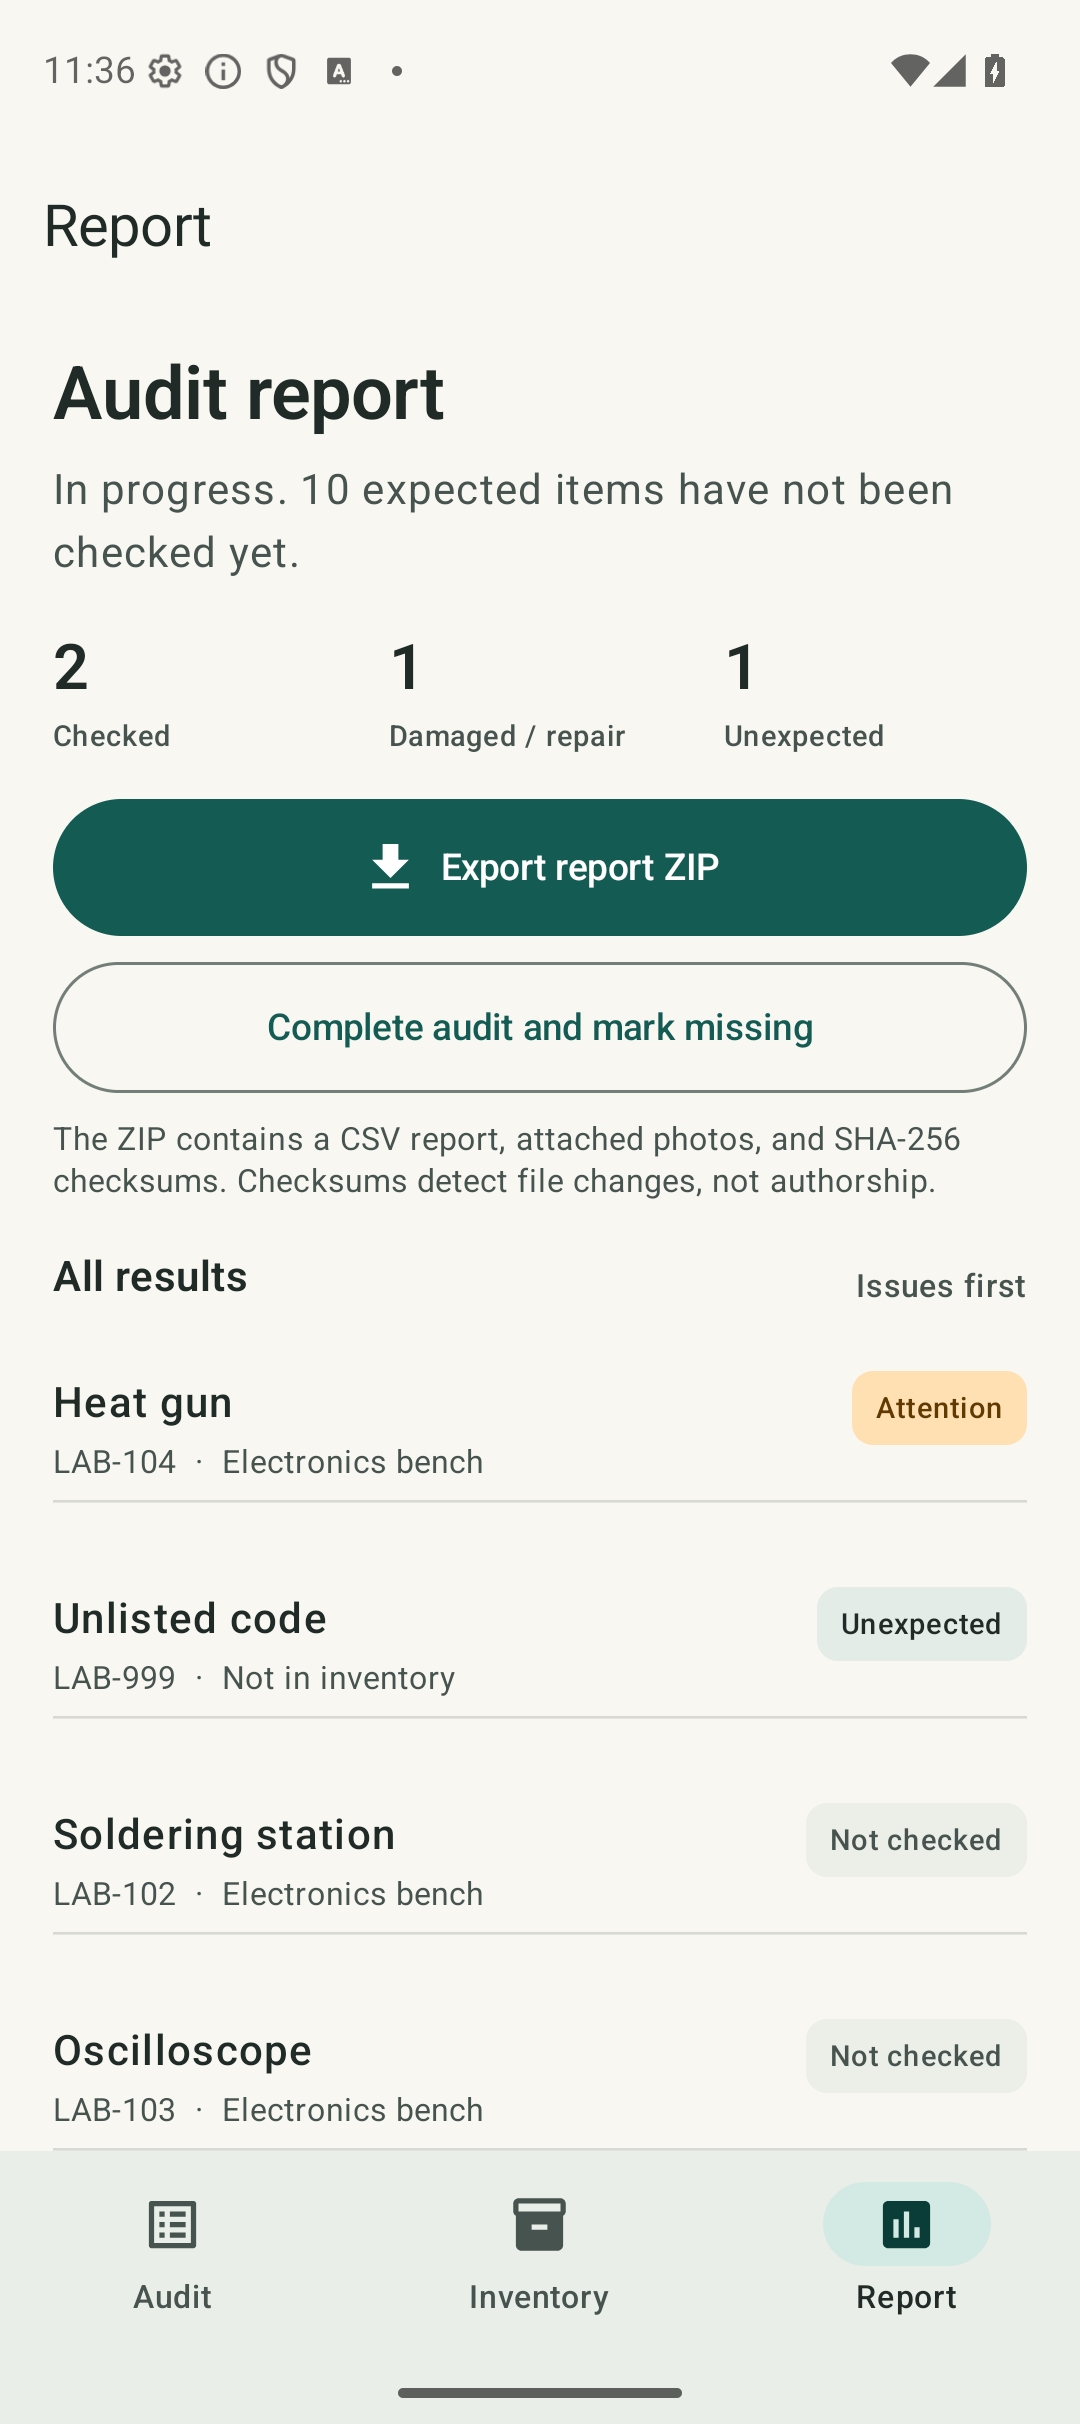 11:36
Report
Audit report
In progress. 10 expected items have not been
checked yet.
2 1 1
Checked Damaged / repair Unexpected
Export report ZIP
Complete audit and mark missing
The ZIP contains a CSV report, attached photos, and SHA-256
checksums. Checksums detect file changes, not authorship.
All results Issues first
Heat gun Attention
LAB-104 · Electronics bench
Unlisted code Unexpected
LAB-999 · Not in inventory
Soldering station Not checked
LAB-102 · Electronics bench
Oscilloscope Not checked
LAB-103 · Electronics bench
Audit Inventory Report